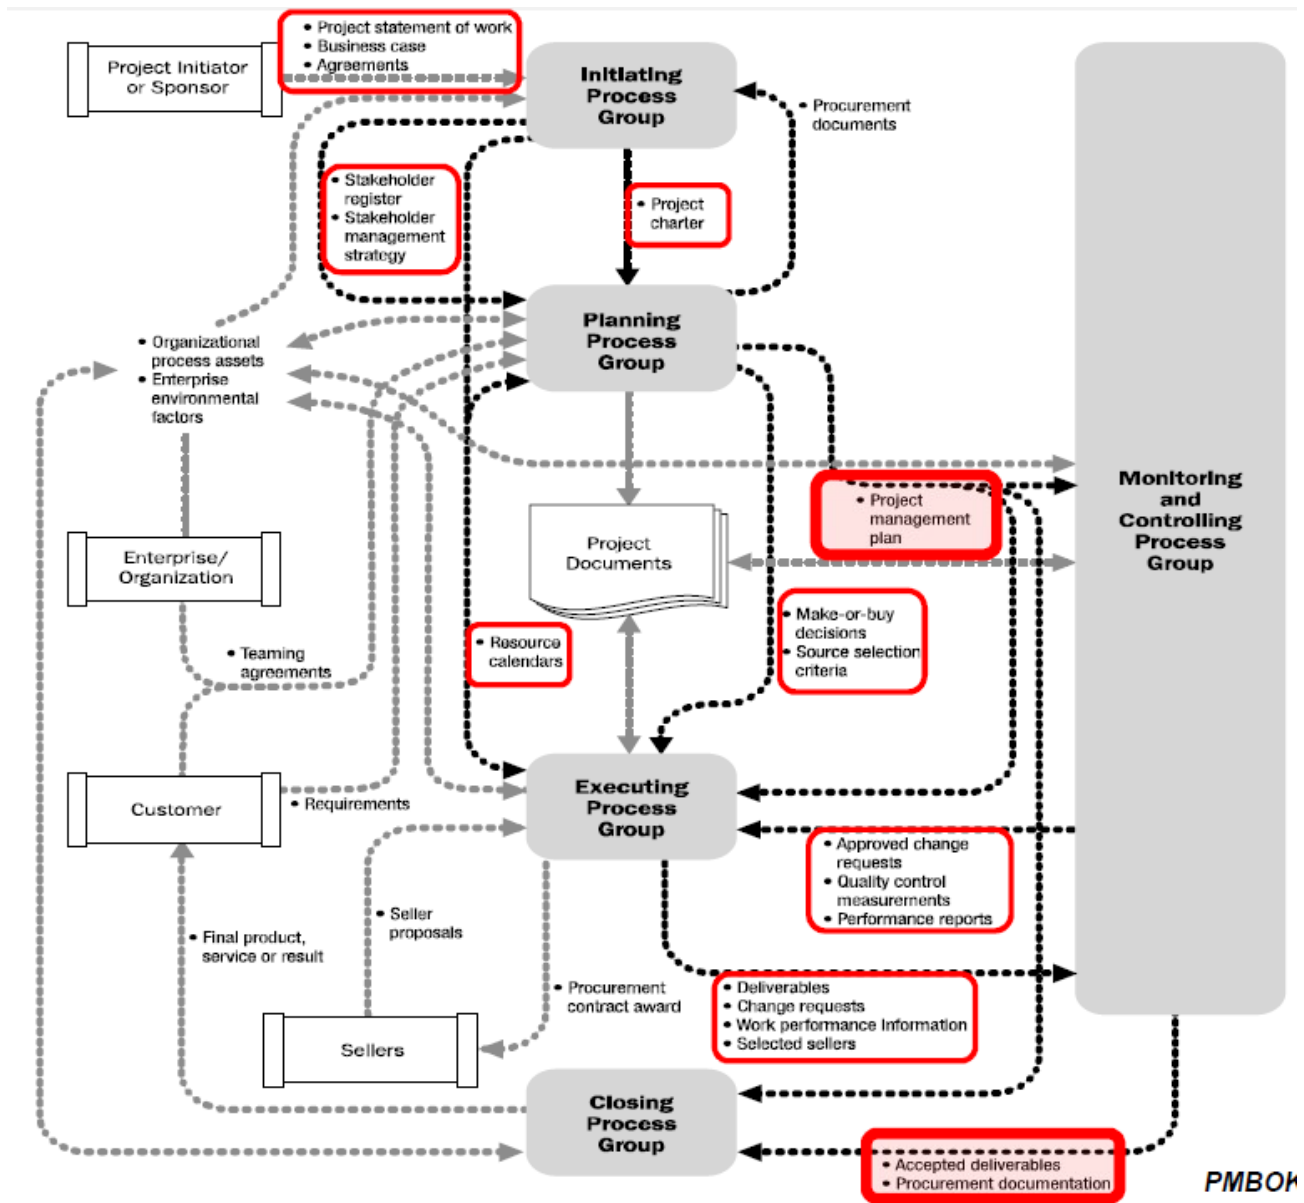 • Project statement of work
• Business case
• Agreements
Project Initiator
or Sponsor
Initiating
Process
Group
• Procurement
documents
• Stakeholder
register
• Stakeholder
management
strategy
• Project
charter
Planning
Process
Group
• Organizational
process assets
• Enterprise
environmental
factors
Monitoring
and
Controlling
Process
Group
• Project
management
plan
Enterprise/
Organization
Project
Documents
• Make-or-buy
decisions
• Source selection
criteria
• Resource
calendars
• Teaming
agreements
Customer
• Requirements
Executing
Process
Group
• Approved change
requests
• Quality control
measurements
• Performance reports
• Seller
proposals
• Final product,
service or result
• Procurement
contract award
• Deliverables
• Change requests
• Work performance Information
• Selected sellers
Sellers
Closing
Process
Group
• Accepted deliverables
• Procurement documentation
PMBOK